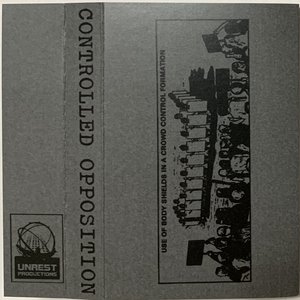 CONTROLLED OPPOSITION
USE OF BODY SHIELDS IN A CROWD CONTROL FORMATION
UNREST
PRODUCTIONS